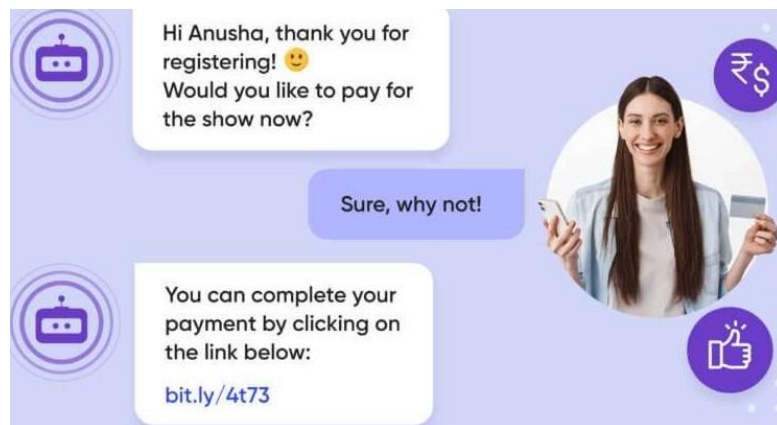 Hi Anusha, thank you for
registering! 🙂
Would you like to pay for
the show now?
₹$
Sure, why not!
You can complete your
payment by clicking on
the link below:
bit.ly/4t73